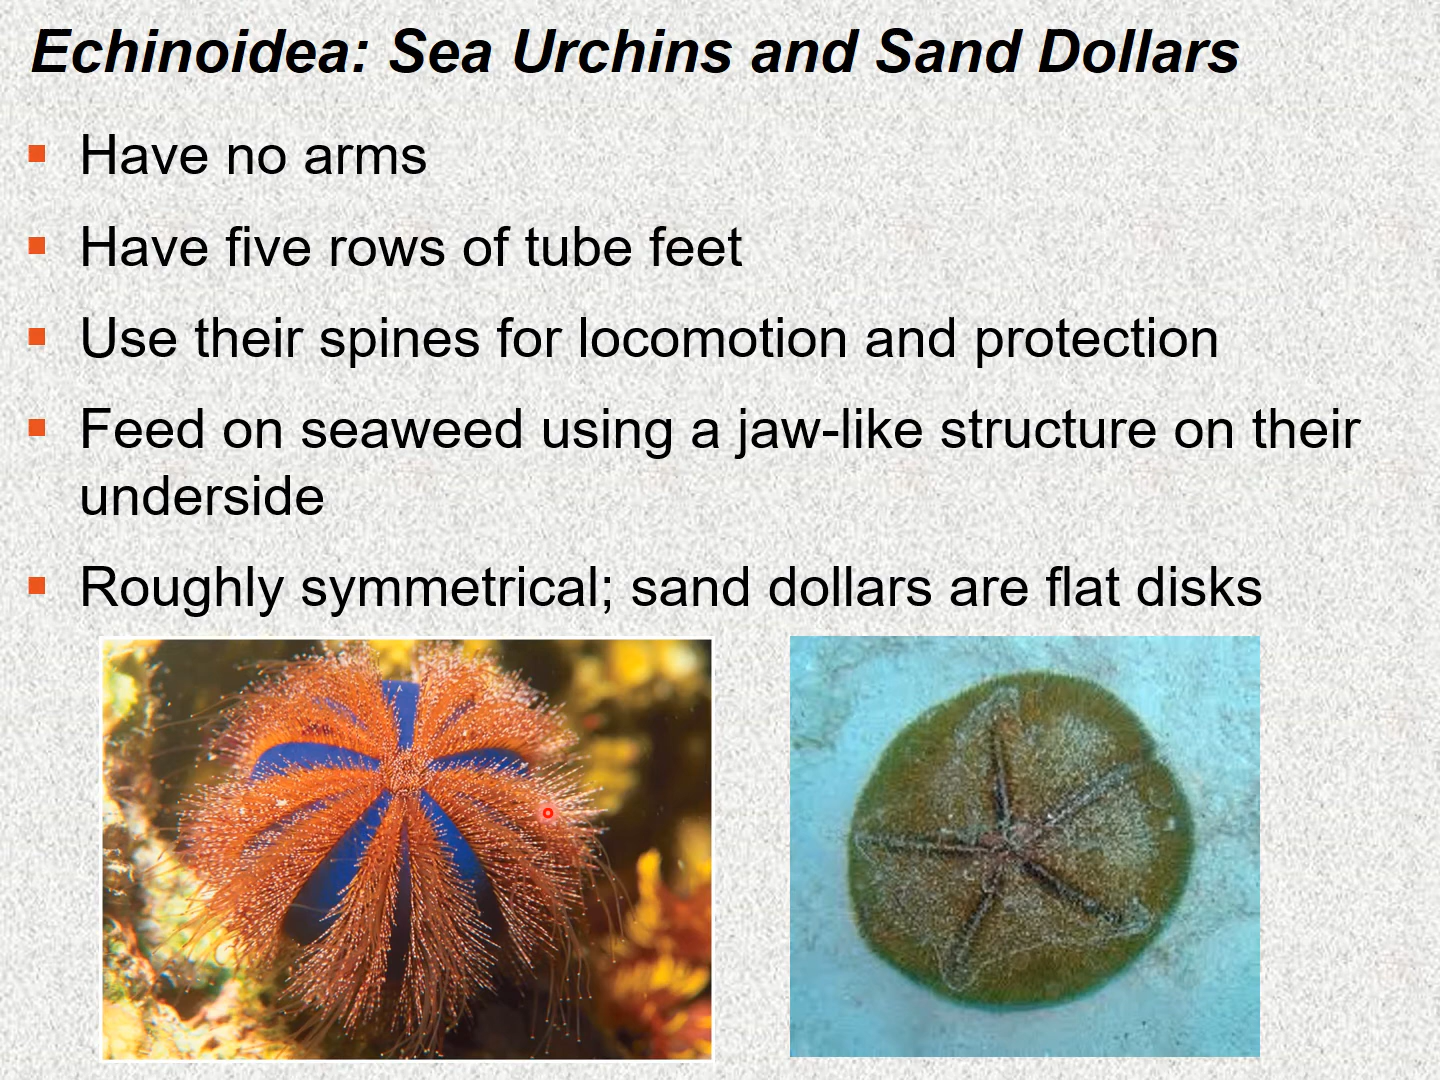 Echinoidea: Sea Urchins and Sand Dollars
▪ Have no arms
▪ Have five rows of tube feet
▪ Use their spines for locomotion and protection
▪ Feed on seaweed using a jaw-like structure on their
underside
▪ Roughly symmetrical; sand dollars are flat disks